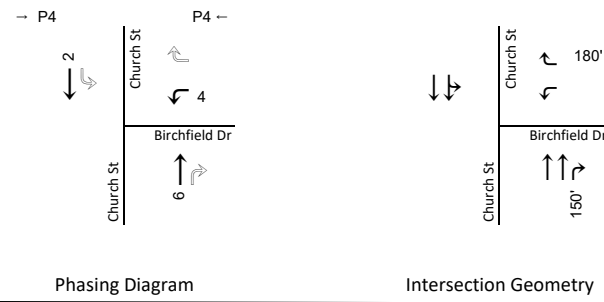 → P4
P4 ←
2
Church St
4
Birchfield Dr
Church St
6
Church St
180'
Birchfield Dr
Church St
150'
Phasing Diagram
Intersection Geometry